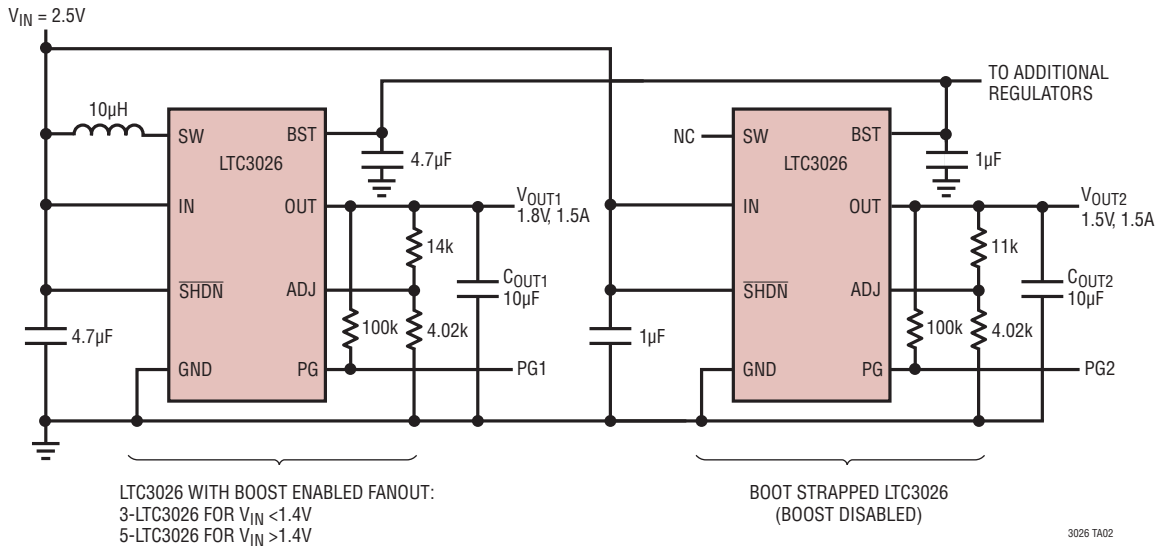 VIN = 2.5V
10µH
SW
BST
LTC3026
4.7µF
IN
OUT
VOUT1
1.8V, 1.5A
14k
SHDN
ADJ
COUT1
10µF
4.7µF
100k
4.02k
GND
PG
PG1
TO ADDITIONAL
REGULATORS
NC
SW
BST
LTC3026
1µF
IN
OUT
VOUT2
1.5V, 1.5A
11k
SHDN
ADJ
COUT2
10µF
1µF
100k
4.02k
GND
PG
PG2
LTC3026 WITH BOOST ENABLED FANOUT:
3-LTC3026 FOR VIN <1.4V
5-LTC3026 FOR VIN >1.4V
BOOT STRAPPED LTC3026
(BOOST DISABLED)
3026 TA02